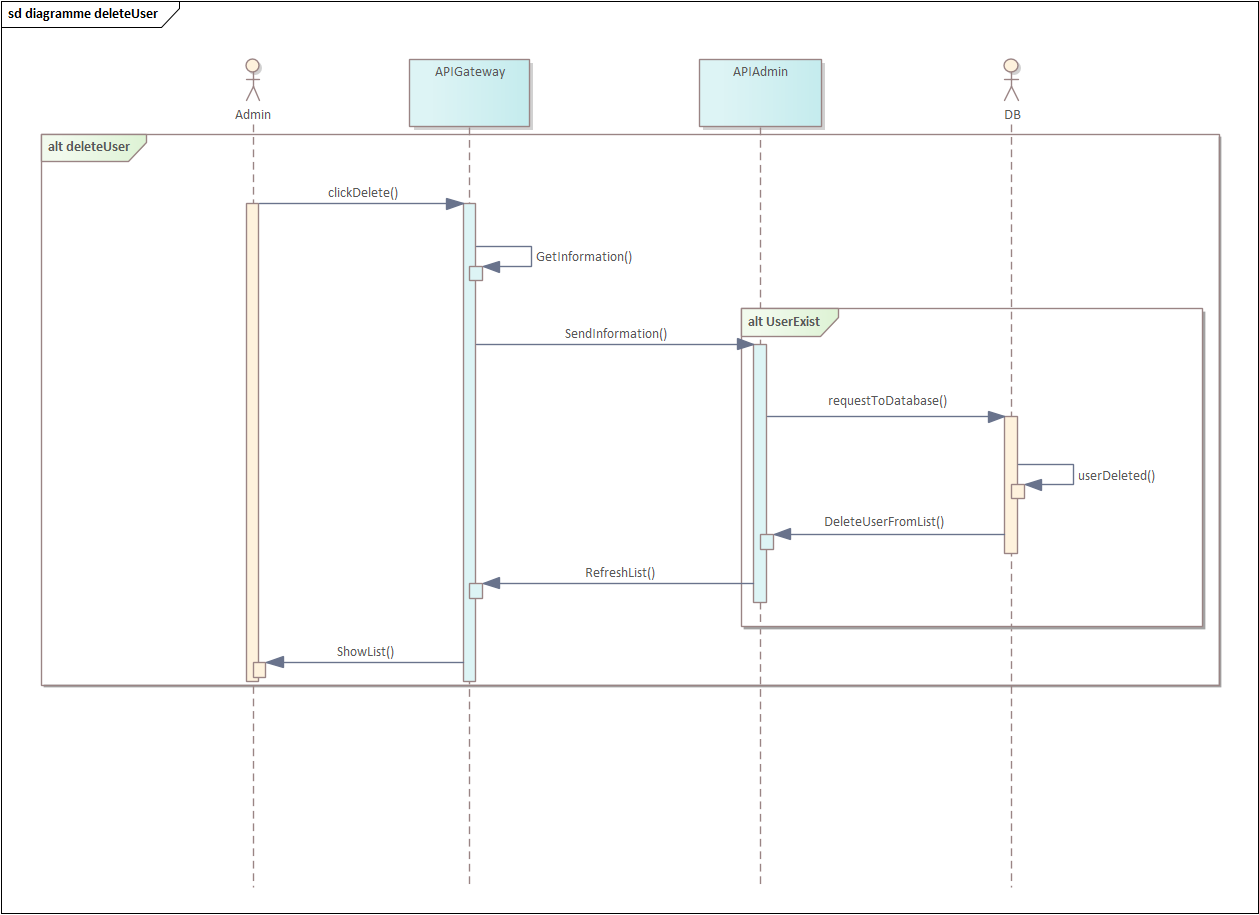 sd diagramme deleteUser
Admin
APIGateway
APIAdmin
DB
alt deleteUser
clickDelete()
GetInformation()
alt UserExist
SendInformation()
requestToDatabase()
userDeleted()
DeleteUserFromList()
RefreshList()
ShowList()